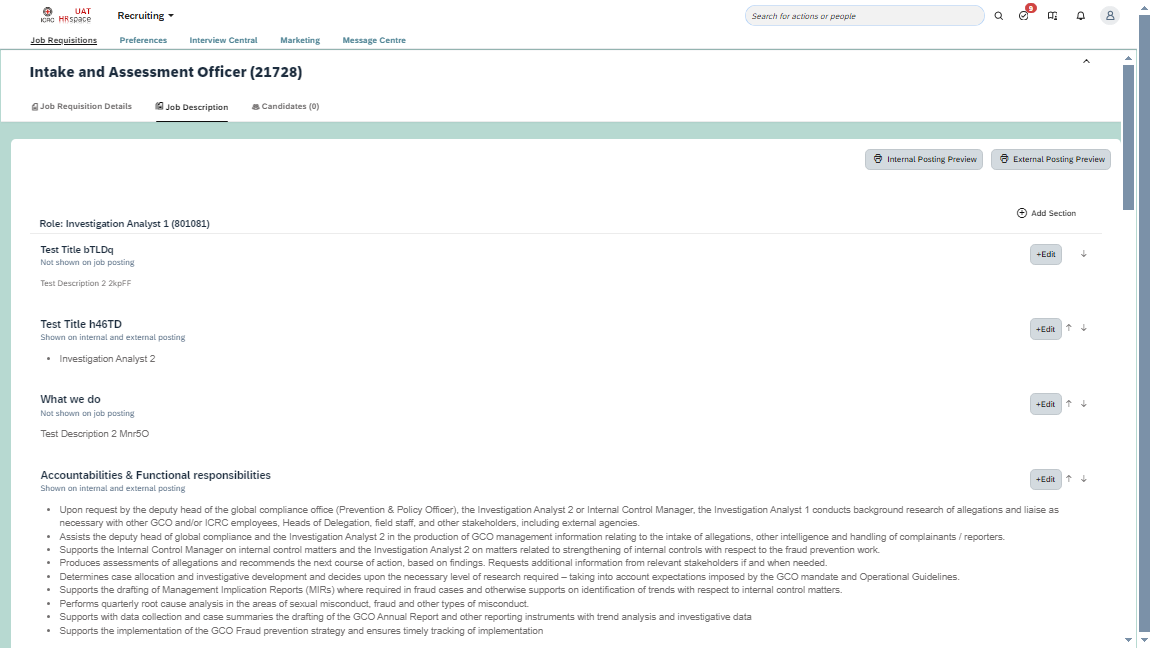 ICRC
UAT
HRspace
Recruiting
Search for actions or people
9
Job Requisitions
Preferences
Interview Central
Marketing
Message Centre
Intake and Assessment Officer (21728)
Job Requisition Details
Job Description
Candidates (0)
Internal Posting Preview
External Posting Preview
Add Section
Role: Investigation Analyst 1 (801081)
Test Title bTLDq
Not shown on job posting
+Edit
Test Description 2 2kpFF
Test Title h46TD
Shown on internal and external posting
+Edit
• Investigation Analyst 2
What we do
Not shown on job posting
+Edit
Test Description 2 Mnr5O
Accountabilities & Functional responsibilities
Shown on internal and external posting
+Edit
• Upon request by the deputy head of the global compliance office (Prevention & Policy Officer), the Investigation Analyst 2 or Internal Control Manager, the Investigation Analyst 1 conducts background research of allegations and liaise as
necessary with other GCO and/or ICRC employees, Heads of Delegation, field staff, and other stakeholders, including external agencies.
• Assists the deputy head of global compliance and the Investigation Analyst 2 in the production of GCO management information relating to the intake of allegations, other intelligence and handling of complainants / reporters.
• Supports the Internal Control Manager on internal control matters and the Investigation Analyst 2 on matters related to strengthening of internal controls with respect to the fraud prevention work.
• Produces assessments of allegations and recommends the next course of action, based on findings. Requests additional information from relevant stakeholders if and when needed.
• Determines case allocation and investigative development and decides upon the necessary level of research required – taking into account expectations imposed by the GCO mandate and Operational Guidelines.
• Supports the drafting of Management Implication Reports (MIRs) where required in fraud cases and otherwise supports on identification of trends with respect to internal control matters.
• Performs quarterly root cause analysis in the areas of sexual misconduct, fraud and other types of misconduct.
• Supports with data collection and case summaries the drafting of the GCO Annual Report and other reporting instruments with trend analysis and investigative data
• Supports the implementation of the GCO Fraud prevention strategy and ensures timely tracking of implementation